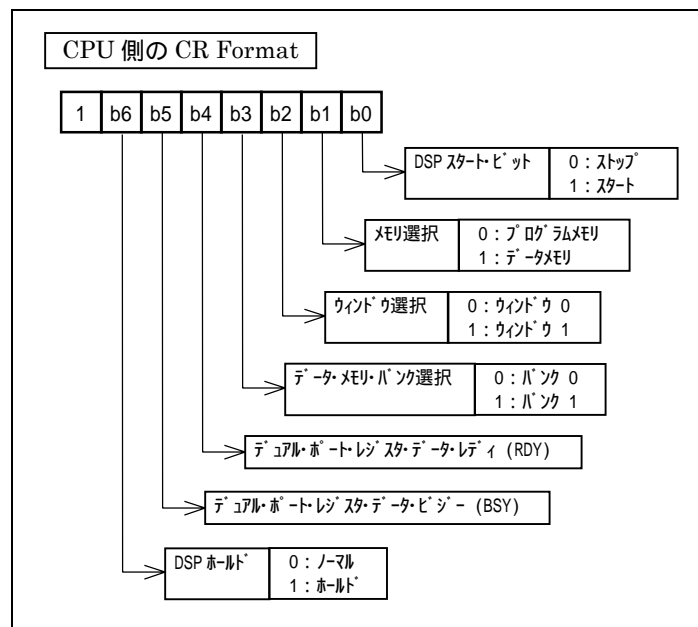 CPU 側の CR Format
1 b6 b5 b4 b3 b2 b1 b0
DSP ｽﾀｰﾄ･ﾋﾞｯﾄ 0：ｽﾄｯﾌﾟ
1：ｽﾀｰﾄ
ﾒﾓﾘ選択 0：ﾌﾟﾛｸﾞﾗﾑﾒﾓﾘ
1：ﾃﾞｰﾀﾒﾓﾘ
ｳｨﾝﾄﾞｳ選択 0：ｳｨﾝﾄﾞｳ 0
1：ｳｨﾝﾄﾞｳ 1
ﾃﾞｰﾀ･ﾒﾓﾘ･ﾊﾞﾝｸ選択 0：ﾊﾞﾝｸ 0
1：ﾊﾞﾝｸ 1
ﾃﾞｭｱﾙ･ﾎﾟｰﾄ･ﾚｼﾞｽﾀ･ﾃﾞｰﾀ･ﾚﾃﾞｨ (RDY)
ﾃﾞｭｱﾙ･ﾎﾟｰﾄ･ﾚｼﾞｽﾀ･ﾃﾞｰﾀ･ﾋﾞｼﾞｰ (BSY)
DSP ﾎｰﾙﾄﾞ 0：ﾉｰﾏﾙ
1：ﾎｰﾙﾄﾞ